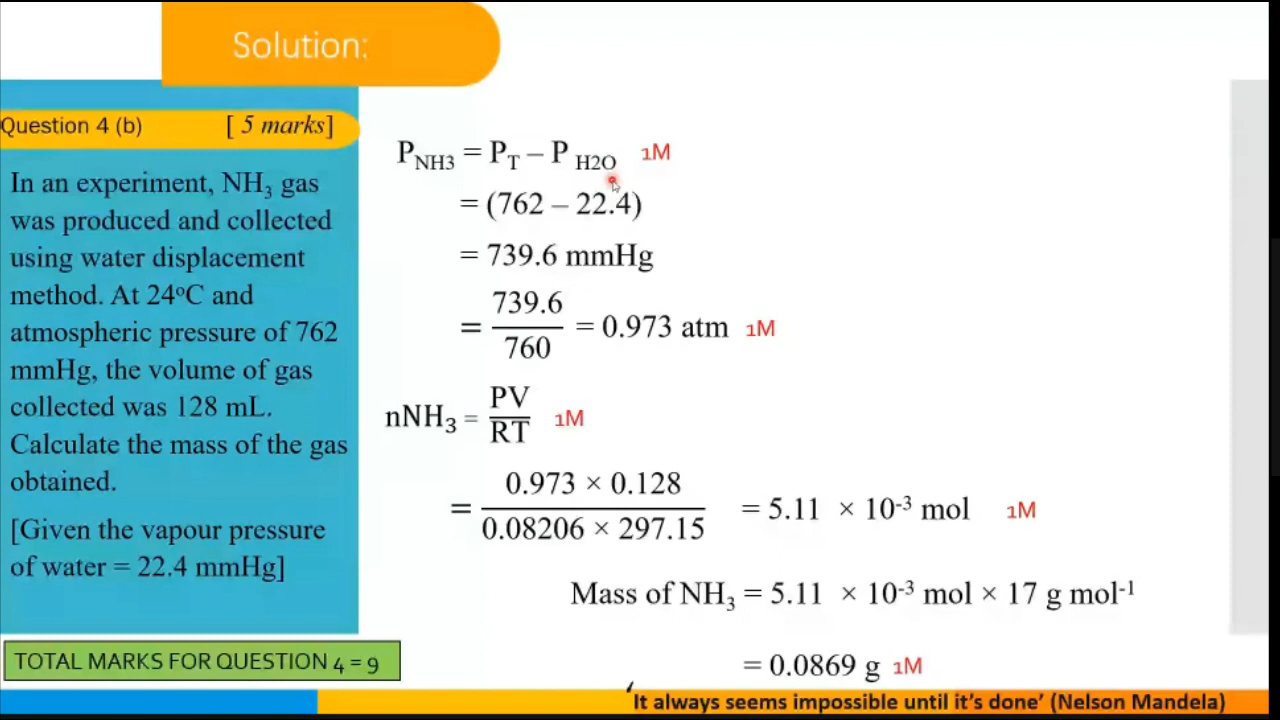 Solution:
Question 4 (b) [ 5 marks]
In an experiment, NH₃ gas
was produced and collected
using water displacement
method. At 24°C and
atmospheric pressure of 762
mmHg, the volume of gas
collected was 128 mL.
Calculate the mass of the gas
obtained.
[Given the vapour pressure
of water = 22.4 mmHg]
TOTAL MARKS FOR QUESTION 4 = 9
P NH3 = P T – P H2O 1M
= (762 – 22.4)
= 739.6 mmHg
= 739.6 / 760 = 0.973 atm 1M
nNH₃ = PV / RT 1M
= 0.973 × 0.128 / 0.08206 × 297.15 = 5.11 × 10⁻³ mol 1M
Mass of NH₃ = 5.11 × 10⁻³ mol × 17 g mol⁻¹
= 0.0869 g 1M
‘It always seems impossible until it’s done’ (Nelson Mandela)